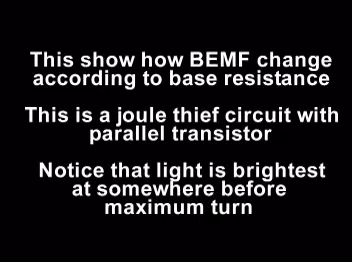 This show how BEMF change
according to base resistance
This is a joule thief circuit with
parallel transistor
Notice that light is brightest
at somewhere before
maximum turn